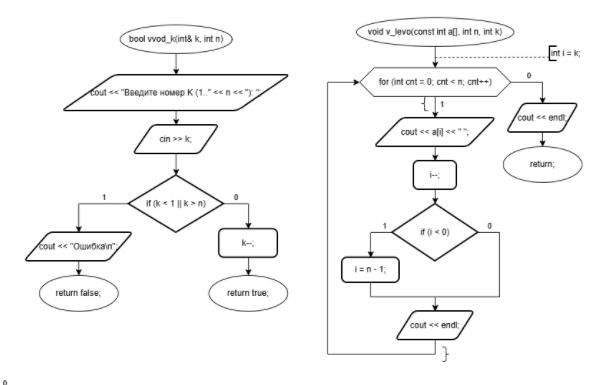 bool vvod_k(int& k, int n)
cout << "Введите номер K (1.." << n << "): ";
cin >> k;
if (k < 1 || k > n)
1
0
cout << "Ошибка\n";
k--;
return false;
return true;
void v_levo(const int a[], int n, int k)
int i = k;
for (int cnt = 0; cnt < n; cnt++)
0
{
1
cout << a[i] << " ";
cout << endl;
i--;
return;
if (i < 0)
1
0
i = n - 1;
cout << endl;
}
0